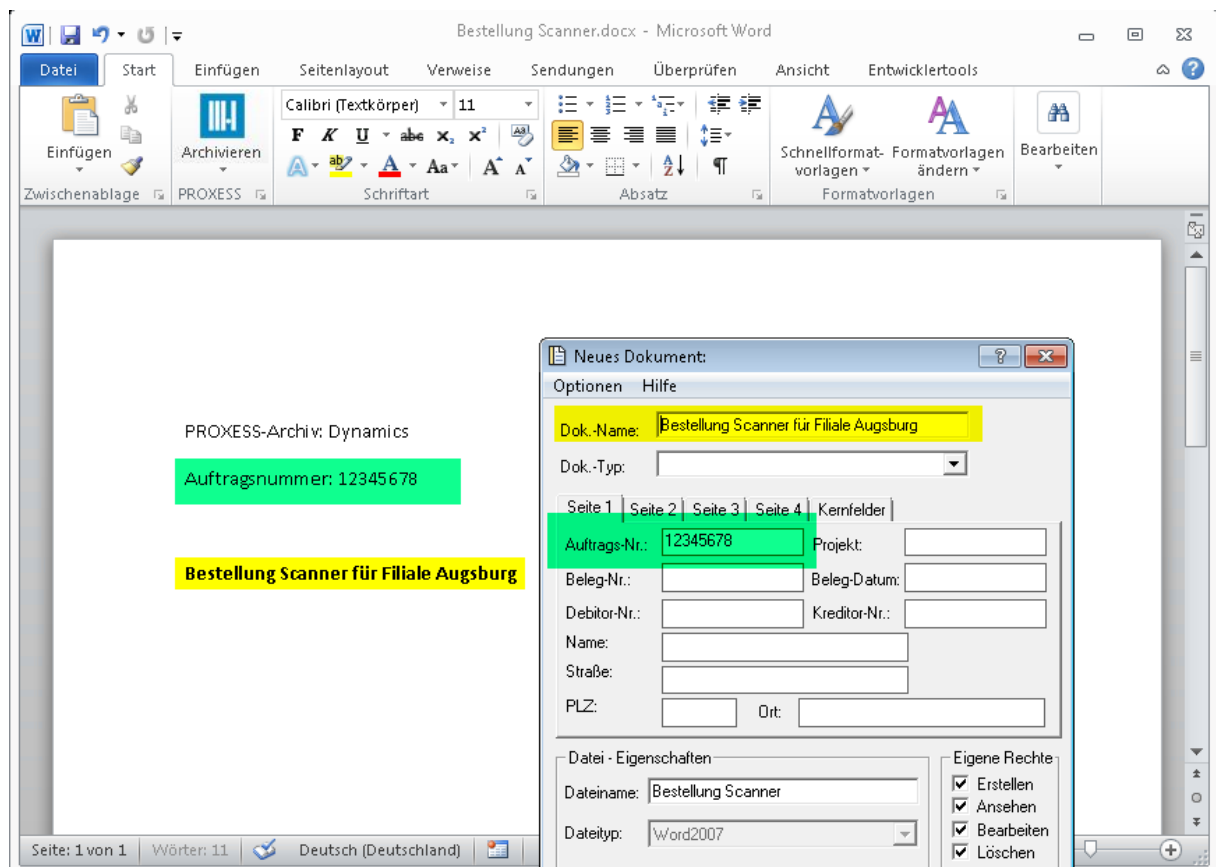 Bestellung Scanner.docx - Microsoft Word
Datei Start Einfügen Seitenlayout Verweise Sendungen Überprüfen Ansicht Entwicklertools
Calibri (Textkörper) 11
F K U abe x₂ x²
Aa A A
Einfügen
Archivieren
Schnellformat-vorlagen
Formatvorlagen ändern
Bearbeiten
Zwischenablage PROXESS Schriftart Absatz Formatvorlagen
PROXESS-Archiv: Dynamics
Auftragsnummer: 12345678
Bestellung Scanner für Filiale Augsburg
Neues Dokument:
Optionen Hilfe
Dok.-Name: Bestellung Scanner für Filiale Augsburg
Dok.-Typ:
Seite 1 Seite 2 Seite 3 Seite 4 Kernfelder
Auftrags-Nr.: 12345678 Projekt:
Beleg-Nr.: Beleg-Datum:
Debitor-Nr.: Kreditor-Nr.:
Name:
Straße:
PLZ: Ort:
Datei - Eigenschaften
Dateiname: Bestellung Scanner
Dateityp: Word2007
Eigene Rechte
Erstellen
Ansehen
Bearbeiten
Löschen
Seite: 1 von 1 Wörter: 11 Deutsch (Deutschland)